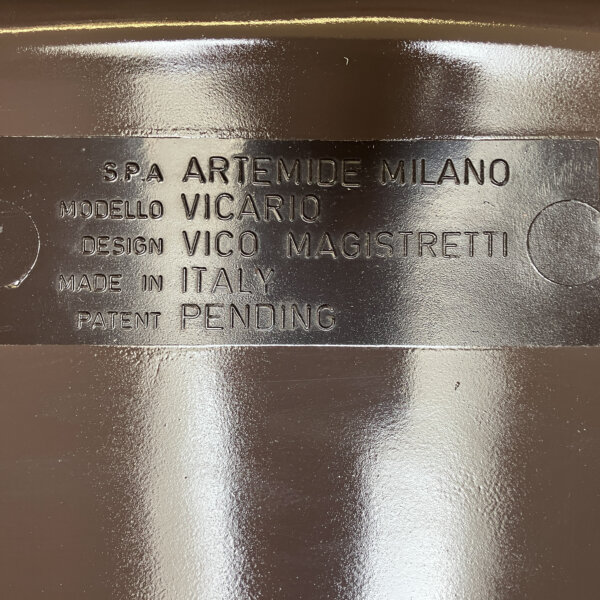 S.P.A ARTEMIDE MILANO
MODELLO VICARIO
DESIGN VICO MAGISTRETTI
MADE IN ITALY
PATENT PENDING